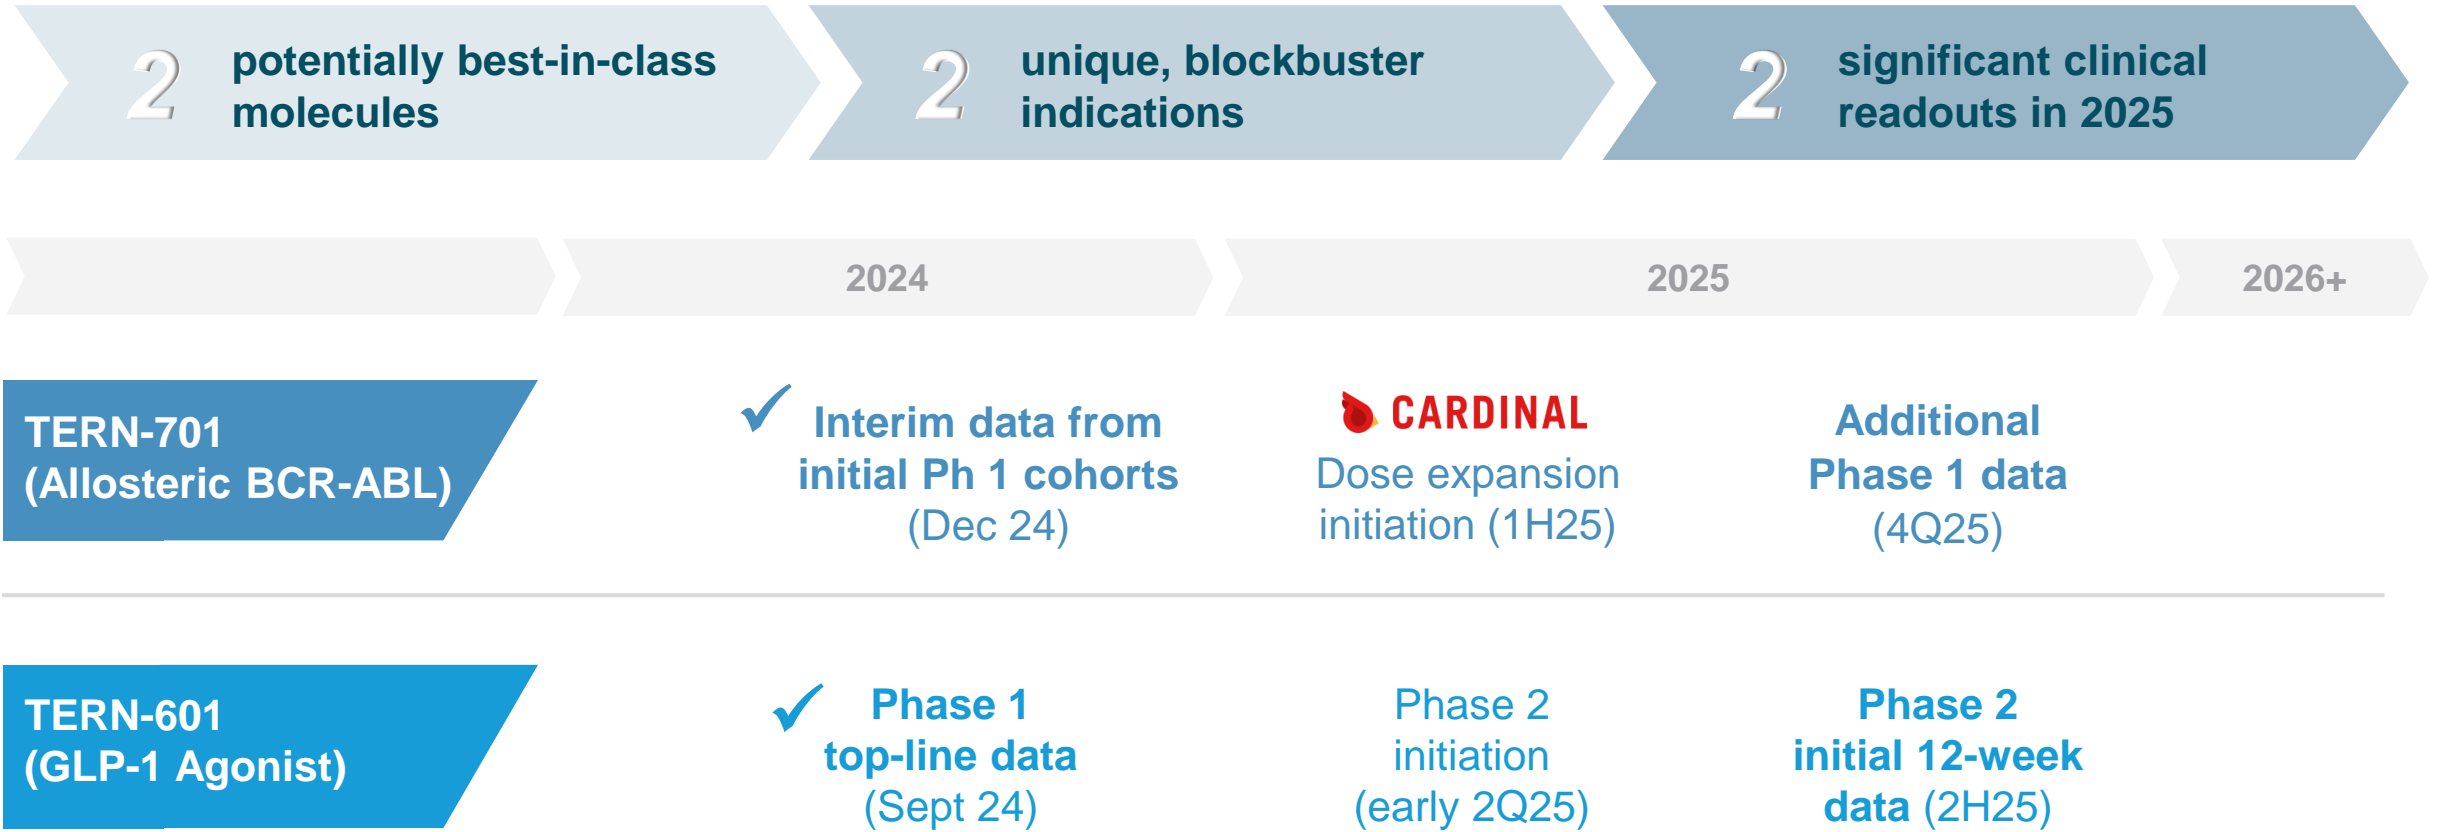 2
potentially best-in-class
molecules
2
unique, blockbuster
indications
2
significant clinical
readouts in 2025
2024
2025
2026+
TERN-701
(Allosteric BCR-ABL)
Interim data from
initial Ph 1 cohorts
(Dec 24)
CARDINAL
Dose expansion
initiation (1H25)
Additional
Phase 1 data
(4Q25)
TERN-601
(GLP-1 Agonist)
Phase 1
top-line data
(Sept 24)
Phase 2
initiation
(early 2Q25)
Phase 2
initial 12-week
data (2H25)